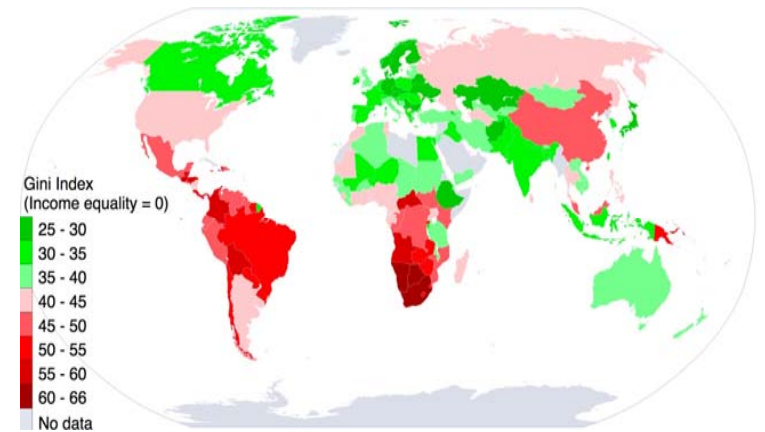 Gini Index
(Income equality = 0)
25 - 30
30 - 35
35 - 40
40 - 45
45 - 50
50 - 55
55 - 60
60 - 66
No data